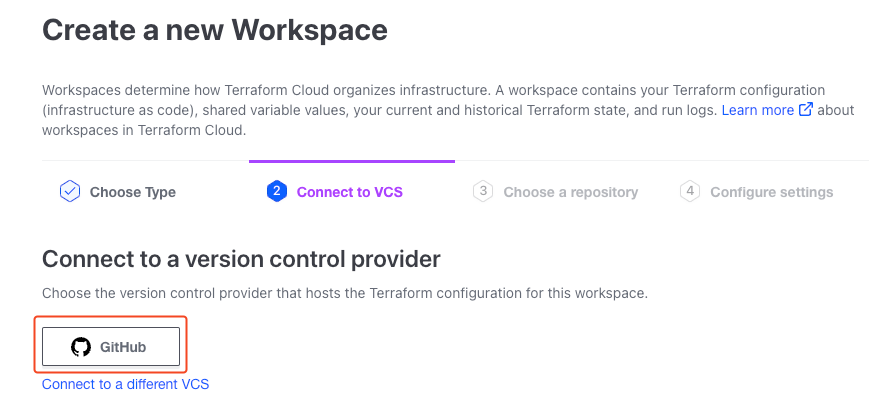 Create a new Workspace
Workspaces determine how Terraform Cloud organizes infrastructure. A workspace contains your Terraform configuration
(infrastructure as code), shared variable values, your current and historical Terraform state, and run logs. Learn more about
workspaces in Terraform Cloud.
Choose Type
2 Connect to VCS
3 Choose a repository
4 Configure settings
Connect to a version control provider
Choose the version control provider that hosts the Terraform configuration for this workspace.
GitHub
Connect to a different VCS